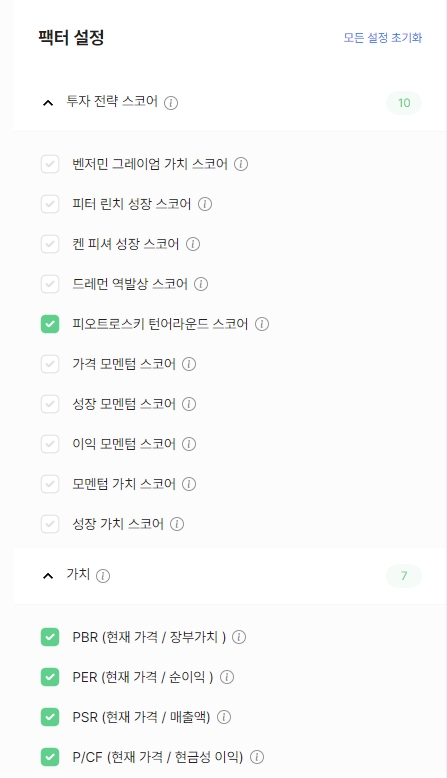 팩터 설정
모든 설정 초기화
투자 전략 스코어
10
벤저민 그레이엄 가치 스코어
피터 린치 성장 스코어
켄 피셔 성장 스코어
드레먼 역발상 스코어
피오트로스키 턴어라운드 스코어
가격 모멘텀 스코어
성장 모멘텀 스코어
이익 모멘텀 스코어
모멘텀 가치 스코어
성장 가치 스코어
가치
7
PBR (현재 가격 / 장부가치 )
PER (현재 가격 / 순이익 )
PSR (현재 가격 / 매출액)
P/CF (현재 가격 / 현금성 이익)